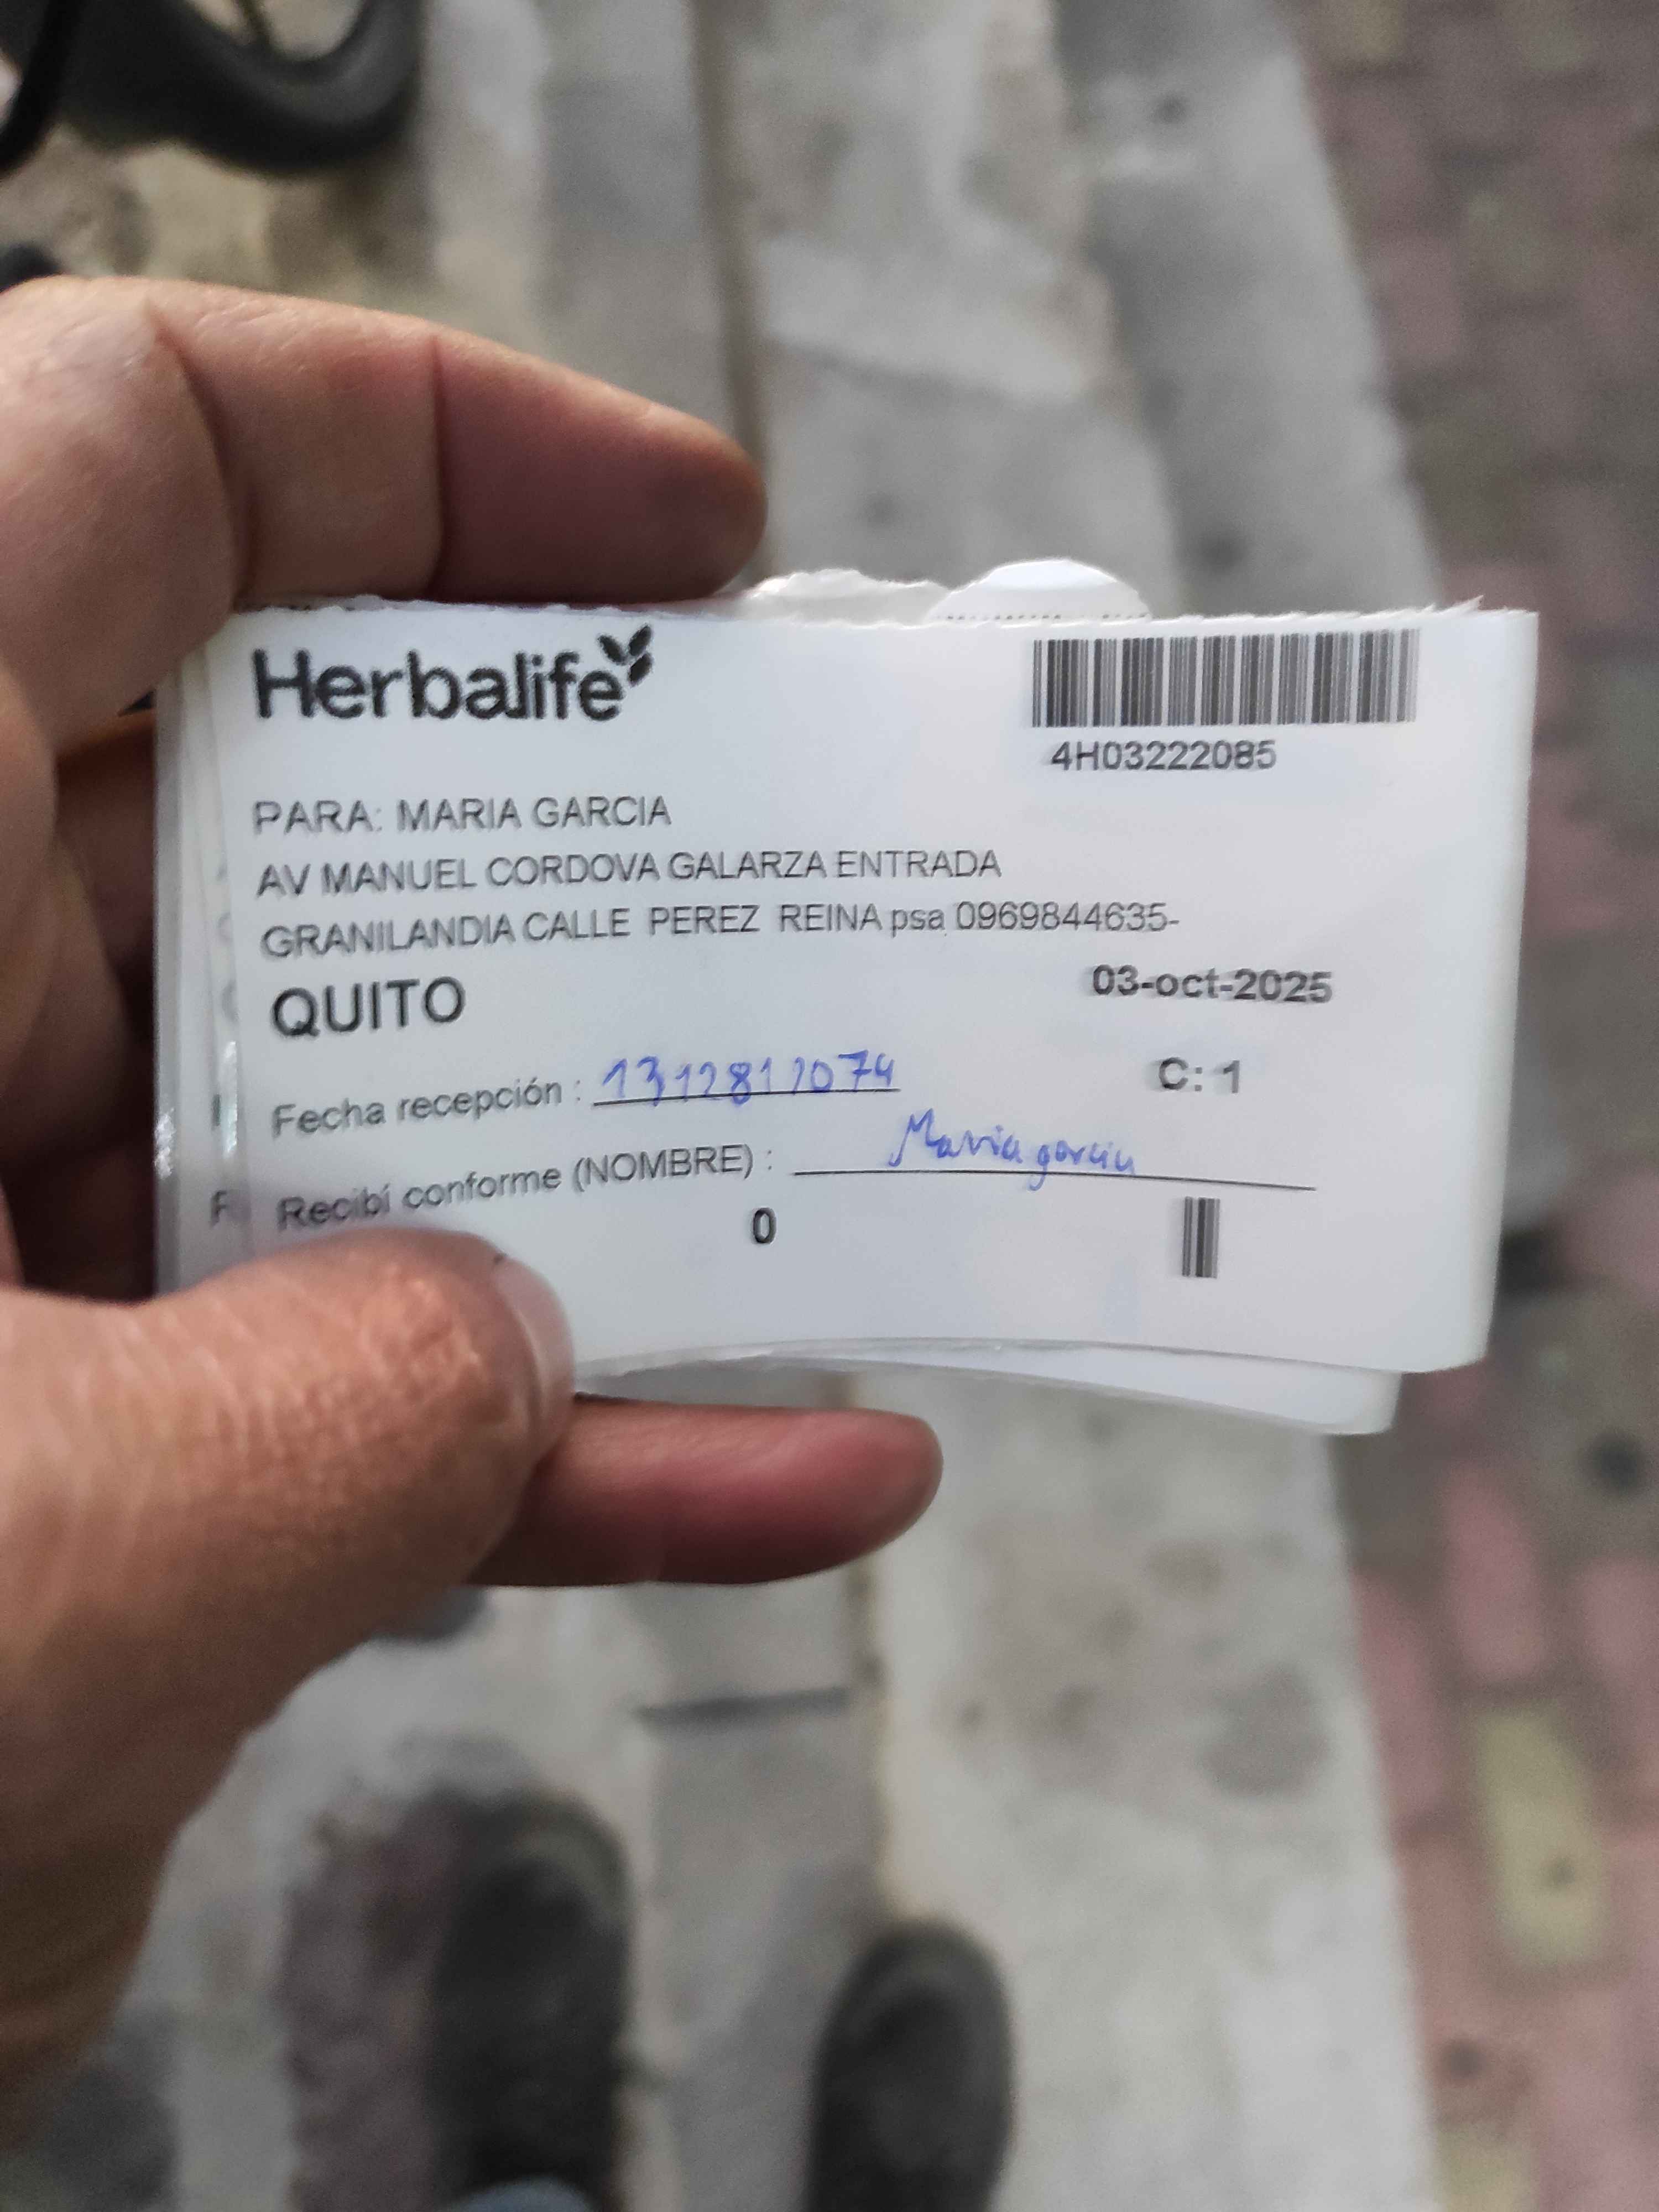 Herbalife
4H03222085
PARA: MARIA GARCIA
AV MANUEL CORDOVA GALARZA ENTRADA
GRANILANDIA CALLE PEREZ REINA psa 0969844635-
QUITO
03-oct-2025
Fecha recepción : 1312812074
C: 1
Recibí conforme (NOMBRE) : Maria garcia
0